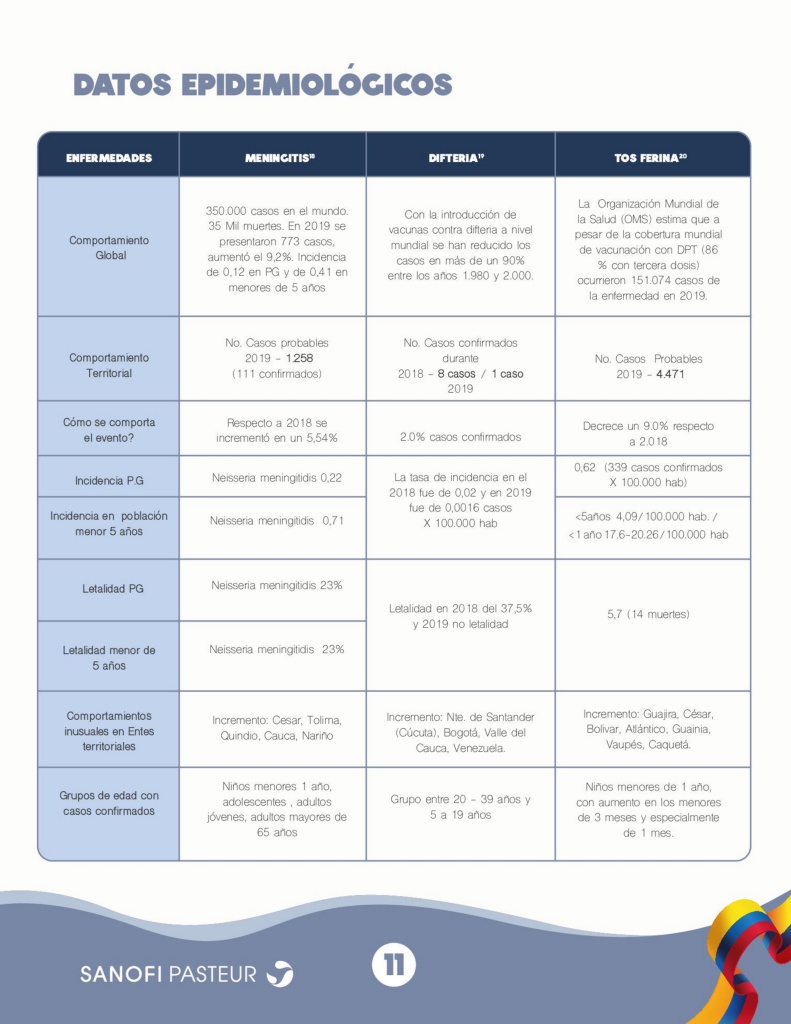 DATOS EPIDEMIOLÓGICOS
ENFERMEDADES
MENINGITIS¹⁸
DIFTERIA¹⁹
TOS FERINA²⁰
Comportamiento
Global
350.000 casos en el mundo.
35 Mil muertes. En 2019 se
presentaron 773 casos,
aumentó el 9,2%. Incidencia
de 0,12 en PG y de 0,41 en
menores de 5 años
Con la introducción de
vacunas contra difteria a nivel
mundial se han reducido los
casos en más de un 90%
entre los años 1.980 y 2.000.
La Organización Mundial de
la Salud (OMS) estima que a
pesar de la cobertura mundial
de vacunación con DPT (86
% con tercera dosis)
ocurrieron 151.074 casos de
la enfermedad en 2019.
Comportamiento
Territorial
No. Casos probables
2019 - 1.258
(111 confirmados)
No. Casos confirmados
durante
2018 - 8 casos / 1 caso
2019
No. Casos Probables
2019 - 4.471
Cómo se comporta
el evento?
Respecto a 2018 se
incrementó en un 5,54%
2.0% casos confirmados
Decrece un 9.0% respecto
a 2.018
Incidencia P.G
Neisseria meningitidis 0,22
La tasa de incidencia en el
2018 fue de 0,02 y en 2019
fue de 0,0016 casos
X 100.000 hab
0,62 (339 casos confirmados
X 100.000 hab)
Incidencia en población
menor 5 años
Neisseria meningitidis 0,71
<5años 4,09/100.000 hab. /
<1 año 17.6-20.26/100.000 hab
Letalidad PG
Neisseria meningitidis 23%
Letalidad en 2018 del 37,5%
y 2019 no letalidad
5,7 (14 muertes)
Letalidad menor de
5 años
Neisseria meningitidis 23%
Comportamientos
inusuales en Entes
territoriales
Incremento: Cesar, Tolima,
Quindio, Cauca, Nariño
Incremento: Nte. de Santander
(Cúcuta), Bogotá, Valle del
Cauca, Venezuela.
Incremento: Guajira, César,
Bolivar, Atlántico, Guainia,
Vaupés, Caquetá.
Grupos de edad con
casos confirmados
Niños menores 1 año,
adolescentes , adultos
jóvenes, adultos mayores de
65 años
Grupo entre 20 - 39 años y
5 a 19 años
Niños menores de 1 año,
con aumento en los menores
de 3 meses y especialmente
de 1 mes.
SANOFI PASTEUR
11